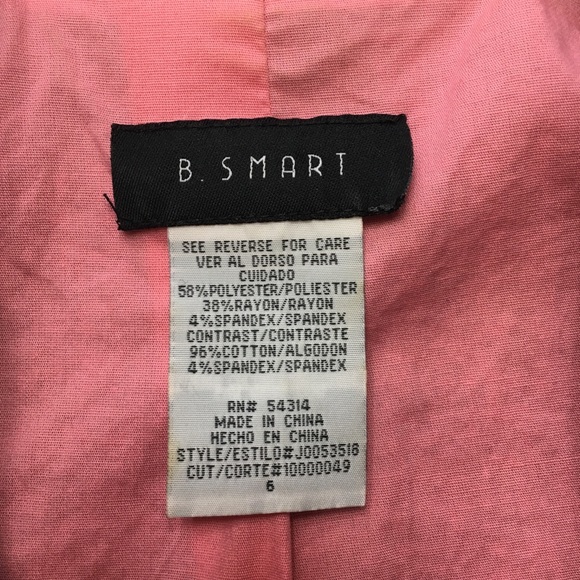 B. SMART
SEE REVERSE FOR CARE
VER AL DORSO PARA
CUIDADO
58%POLYESTER/POLIESTER
38%RAYON/RAYON
4%SPANDEX/SPANDEX
CONTRAST/CONTRASTE
96%COTTON/ALGODON
4%SPANDEX/SPANDEX
RN# 54314
MADE IN CHINA
HECHO EN CHINA
STYLE/ESTILO#J0053516
CUT/CORTE#10000049
6